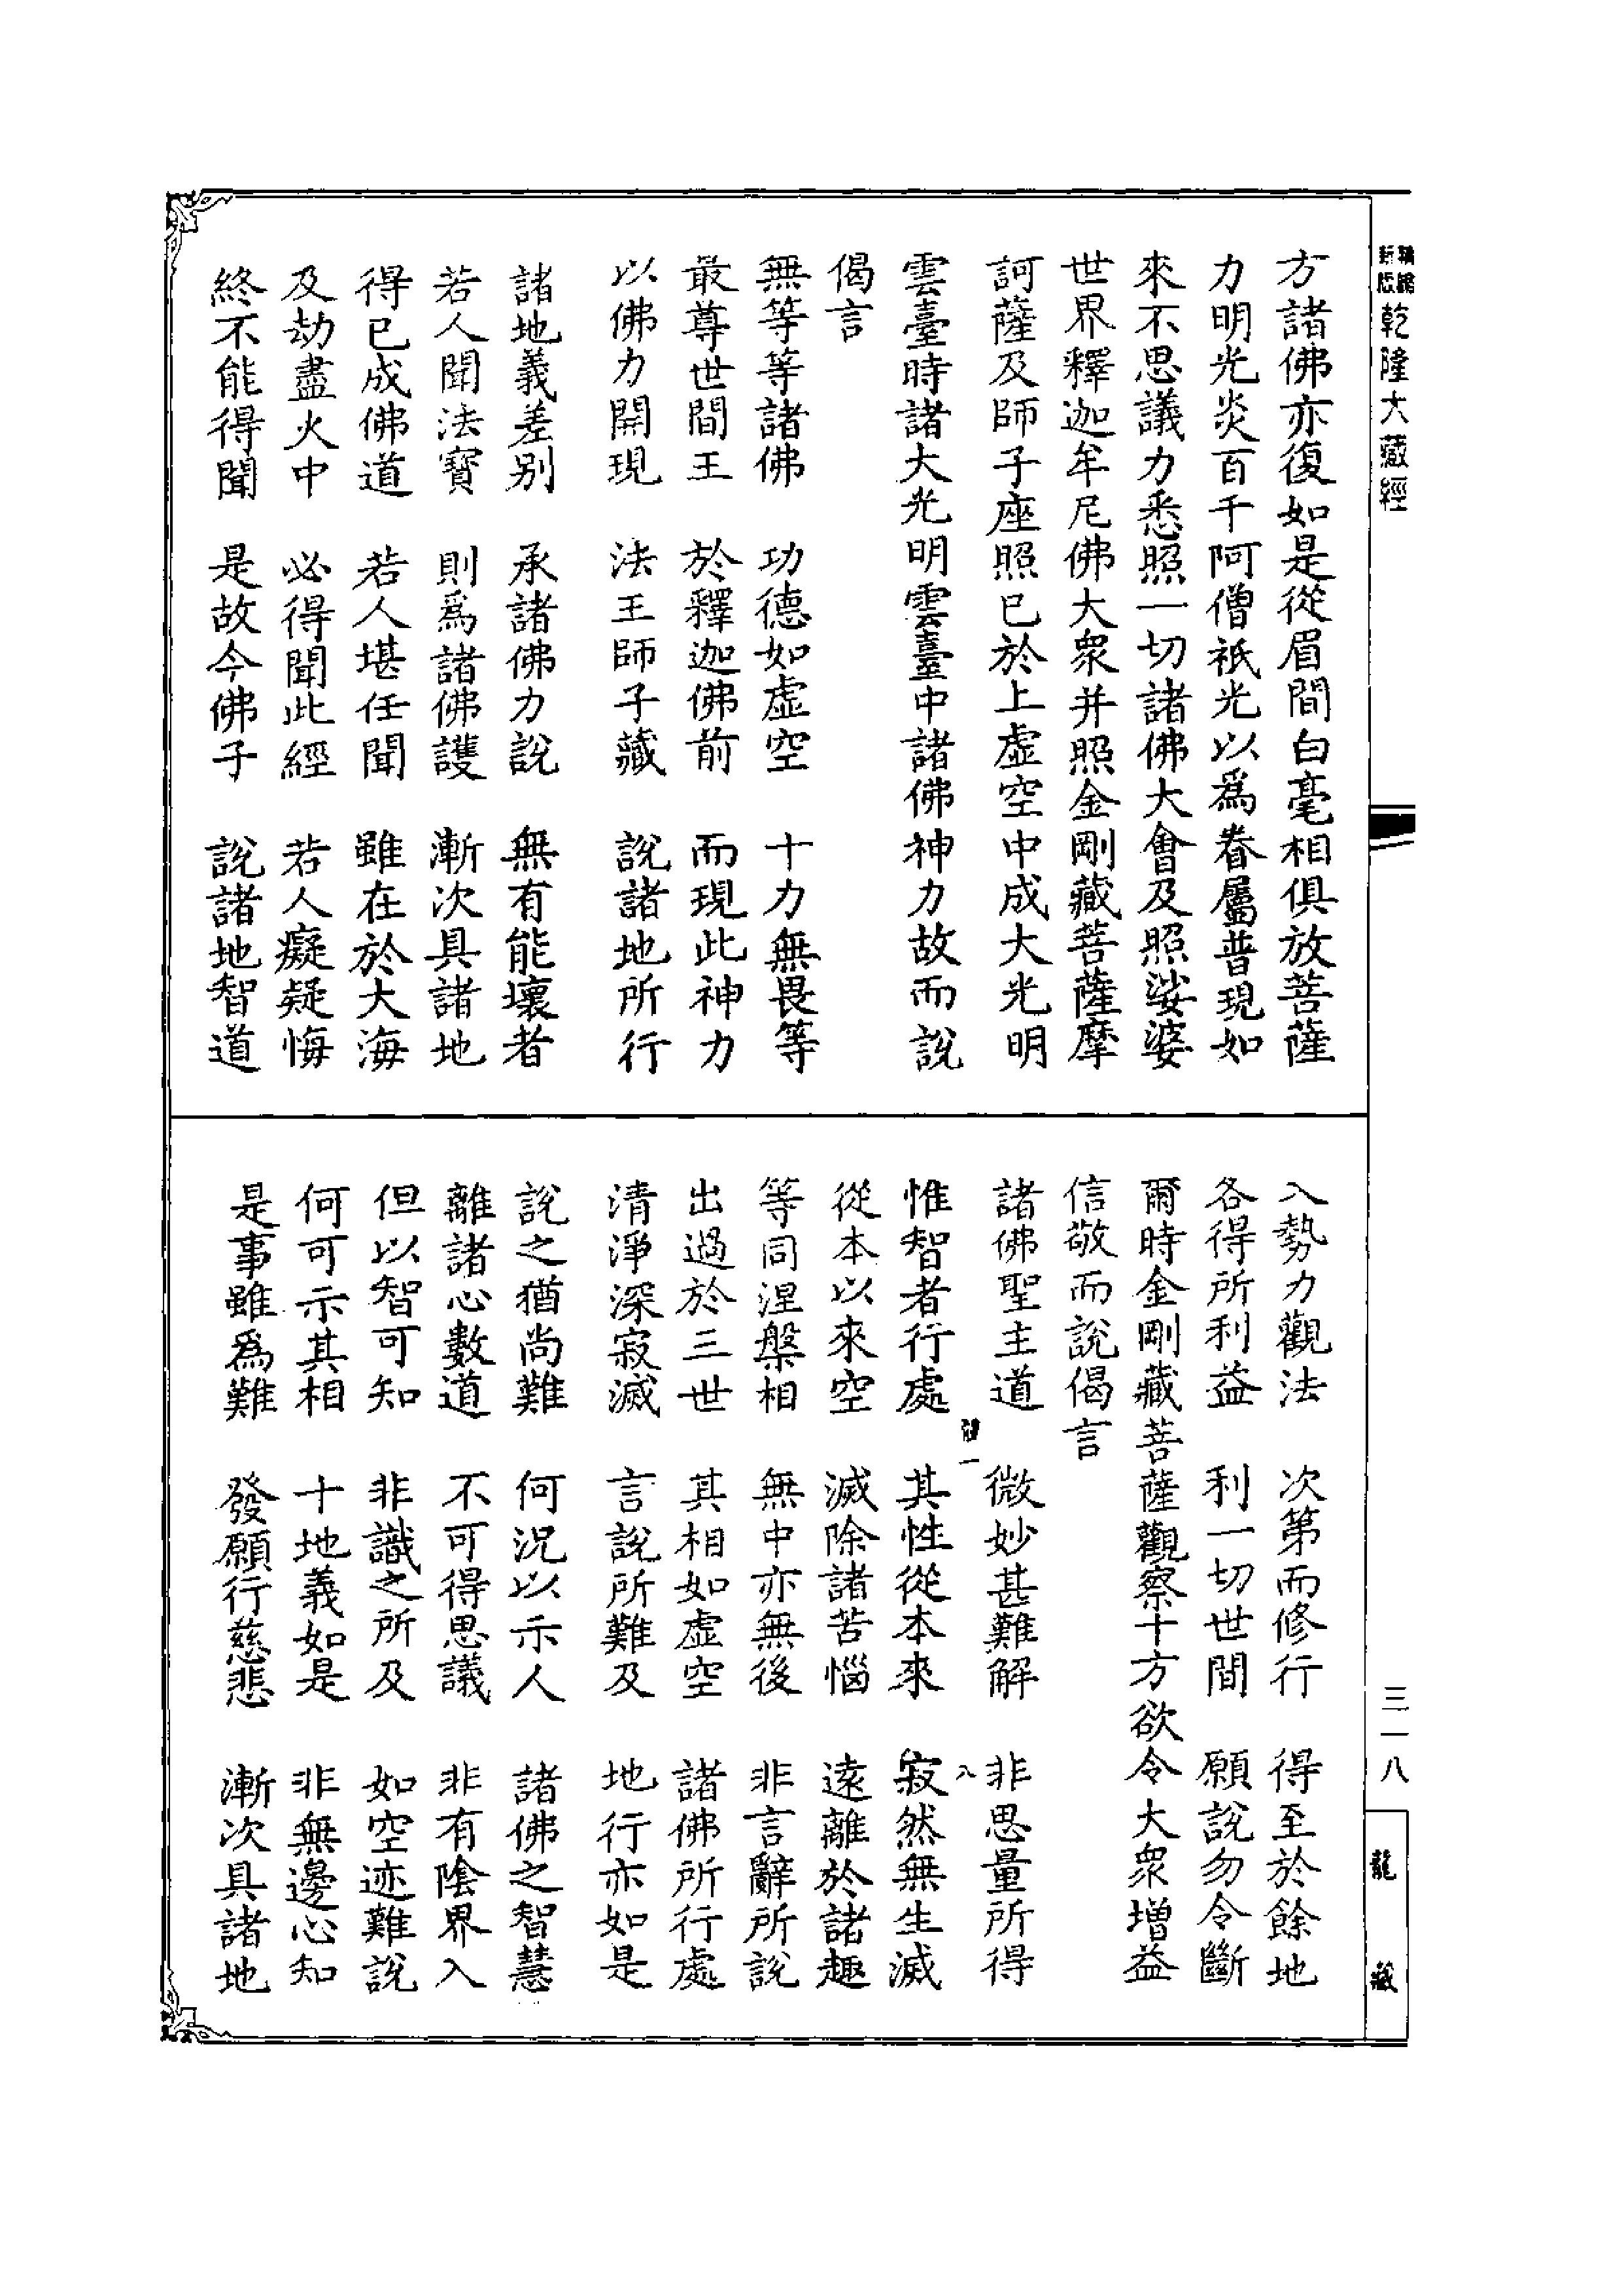 新編縮版乾隆大藏經
方諸佛亦復如是從眉間白毫相俱放菩薩
力明光炎百千阿僧祇光以爲眷屬普現如
來不思議力悉照一切諸佛大會及照娑婆
世界釋迦牟尼佛大衆并照金剛藏菩薩摩
訶薩及師子座照已於上虚空中成大光明
雲臺時諸大光明雲臺中諸佛神力故而說
偈言
無等等諸佛　功德如虚空　十力無畏等
最尊世間王　於釋迦佛前　而現此神力
以佛力開現　法王師子藏　說諸地所行
諸地義差别　承諸佛力說　無有能壞者
若人聞法寳　則爲諸佛護　漸次具諸地
得已成佛道　若人堪任聞　雖在於大海
及劫盡火中　必得聞此經　若人癡疑悔
終不能得聞　是故今佛子　說諸地智道
入勢力觀法　次第而修行　得至於餘地
各得所利益　利一切世間　願說勿令斷
爾時金剛藏菩薩觀察十方欲令大衆增益
信敬而說偈言
諸佛聖主道　微妙甚難解　非思量所得
惟智者行處　其性從本來　寂然無生滅
從本以來空　滅除諸苦惱　遠離於諸趣
等同涅槃相　無中亦無後　非言辭所說
出過於三世　其相如虚空　諸佛所行處
清淨深寂滅　言說所難及　地行亦如是
說之猶尚難　何況以示人　諸佛之智慧
離諸心數道　不可得思議　非有陰界入
但以智可知　非識之所及　如空迹難說
何可示其相　十地義如是　非無邊心知
是事雖爲難　發願行慈悲　漸次具諸地
一　八
三一八
龍藏